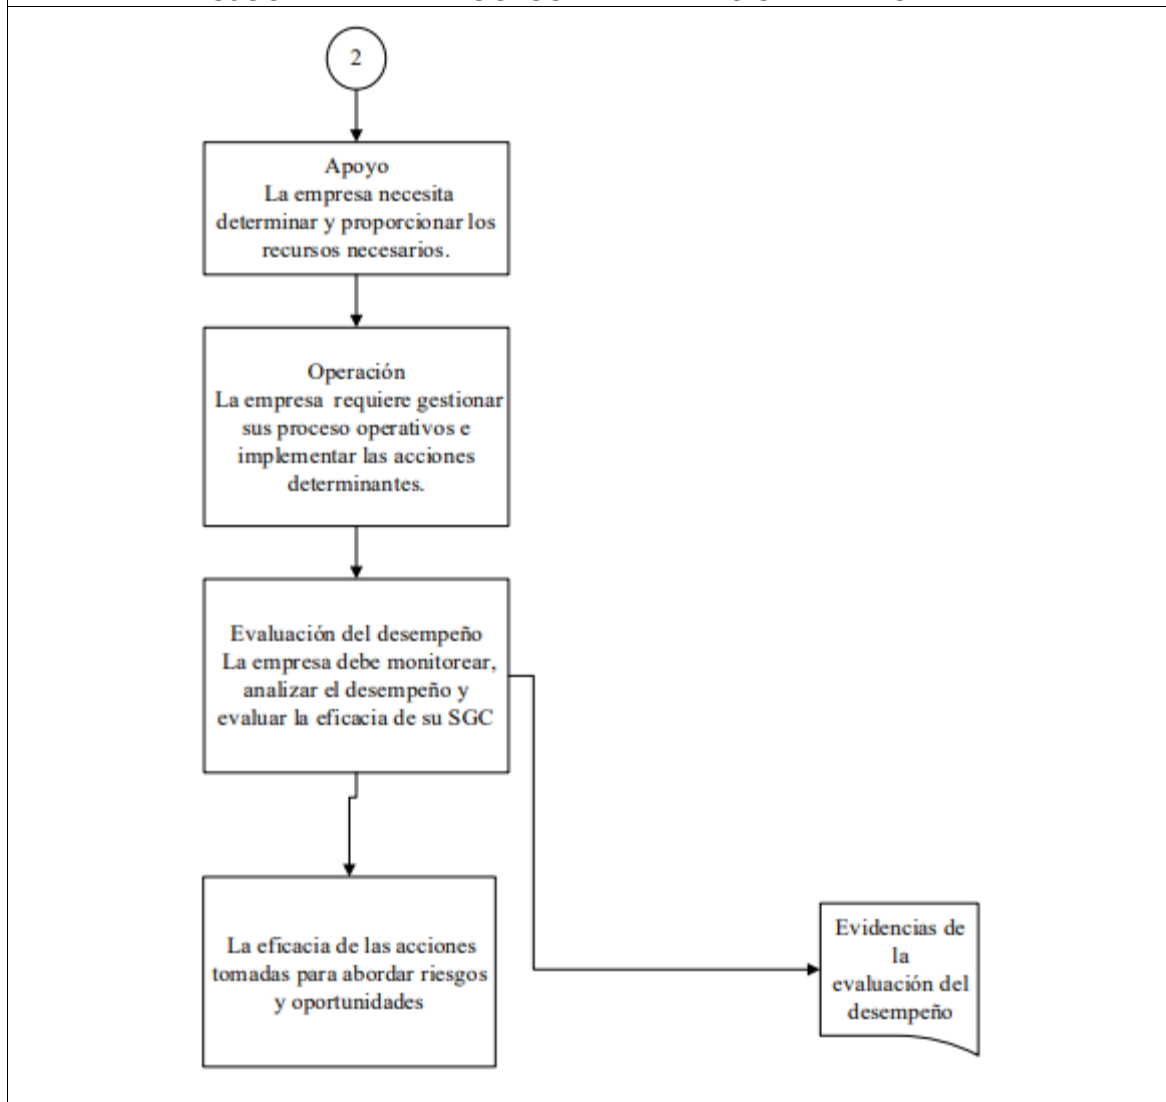 2
Apoyo
La empresa necesita
determinar y proporcionar los
recursos necesarios.
Operación
La empresa requiere gestionar
sus proceso operativos e
implementar las acciones
determinantes.
Evaluación del desempeño
La empresa debe monitorear,
analizar el desempeño y
evaluar la eficacia de su SGC
La eficacia de las acciones
tomadas para abordar riesgos
y oportunidades
Evidencias de
la
evaluación del
desempeño